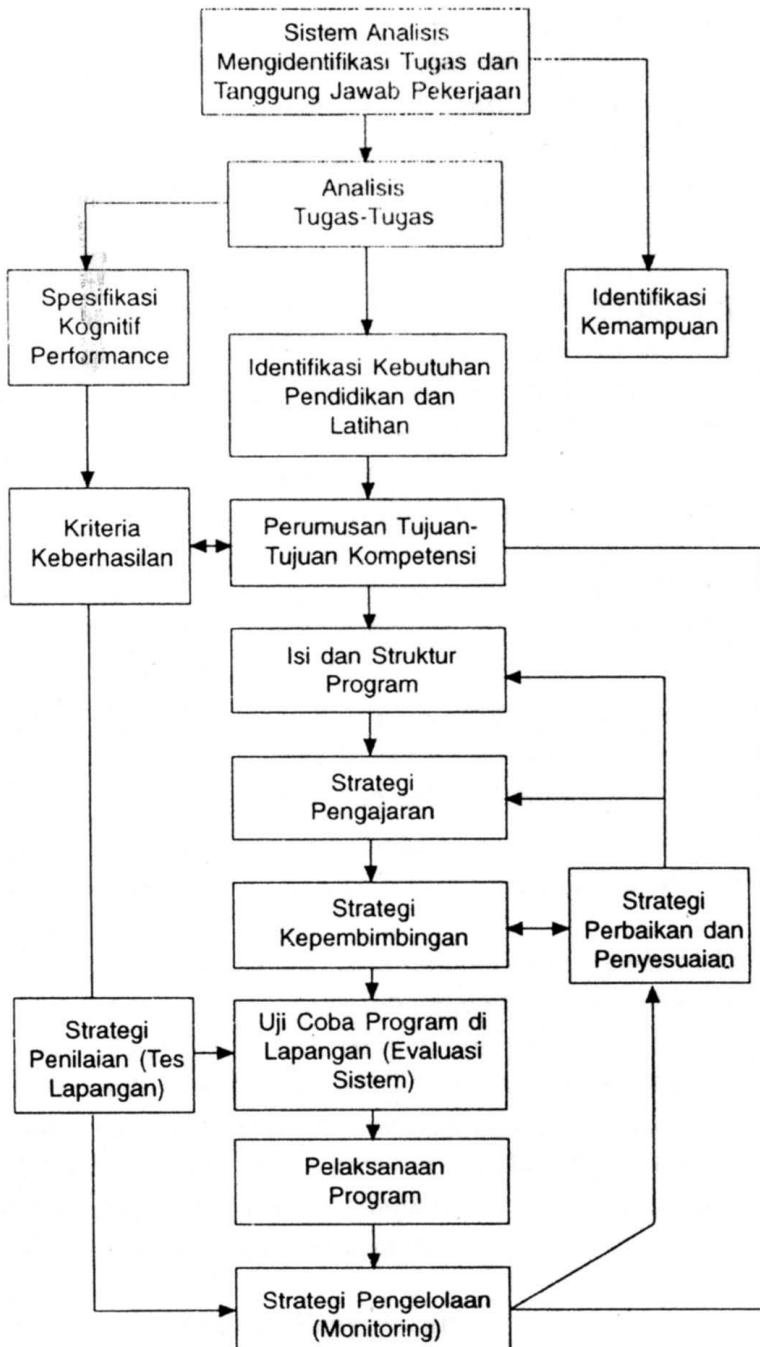 Sistem Analisis
Mengidentifikasi Tugas dan
Tanggung Jawab Pekerjaan
Analisis
Tugas-Tugas
Spesifikasi
Kognitif
Performance
Identifikasi
Kemampuan
Identifikasi Kebutuhan
Pendidikan dan
Latihan
Kriteria
Keberhasilan
Perumusan Tujuan-
Tujuan Kompetensi
Isi dan Struktur
Program
Strategi
Pengajaran
Strategi
Kepembimbingan
Strategi
Perbaikan dan
Penyesuaian
Strategi
Penilaian (Tes
Lapangan)
Uji Coba Program di
Lapangan (Evaluasi
Sistem)
Pelaksanaan
Program
Strategi Pengelolaan
(Monitoring)